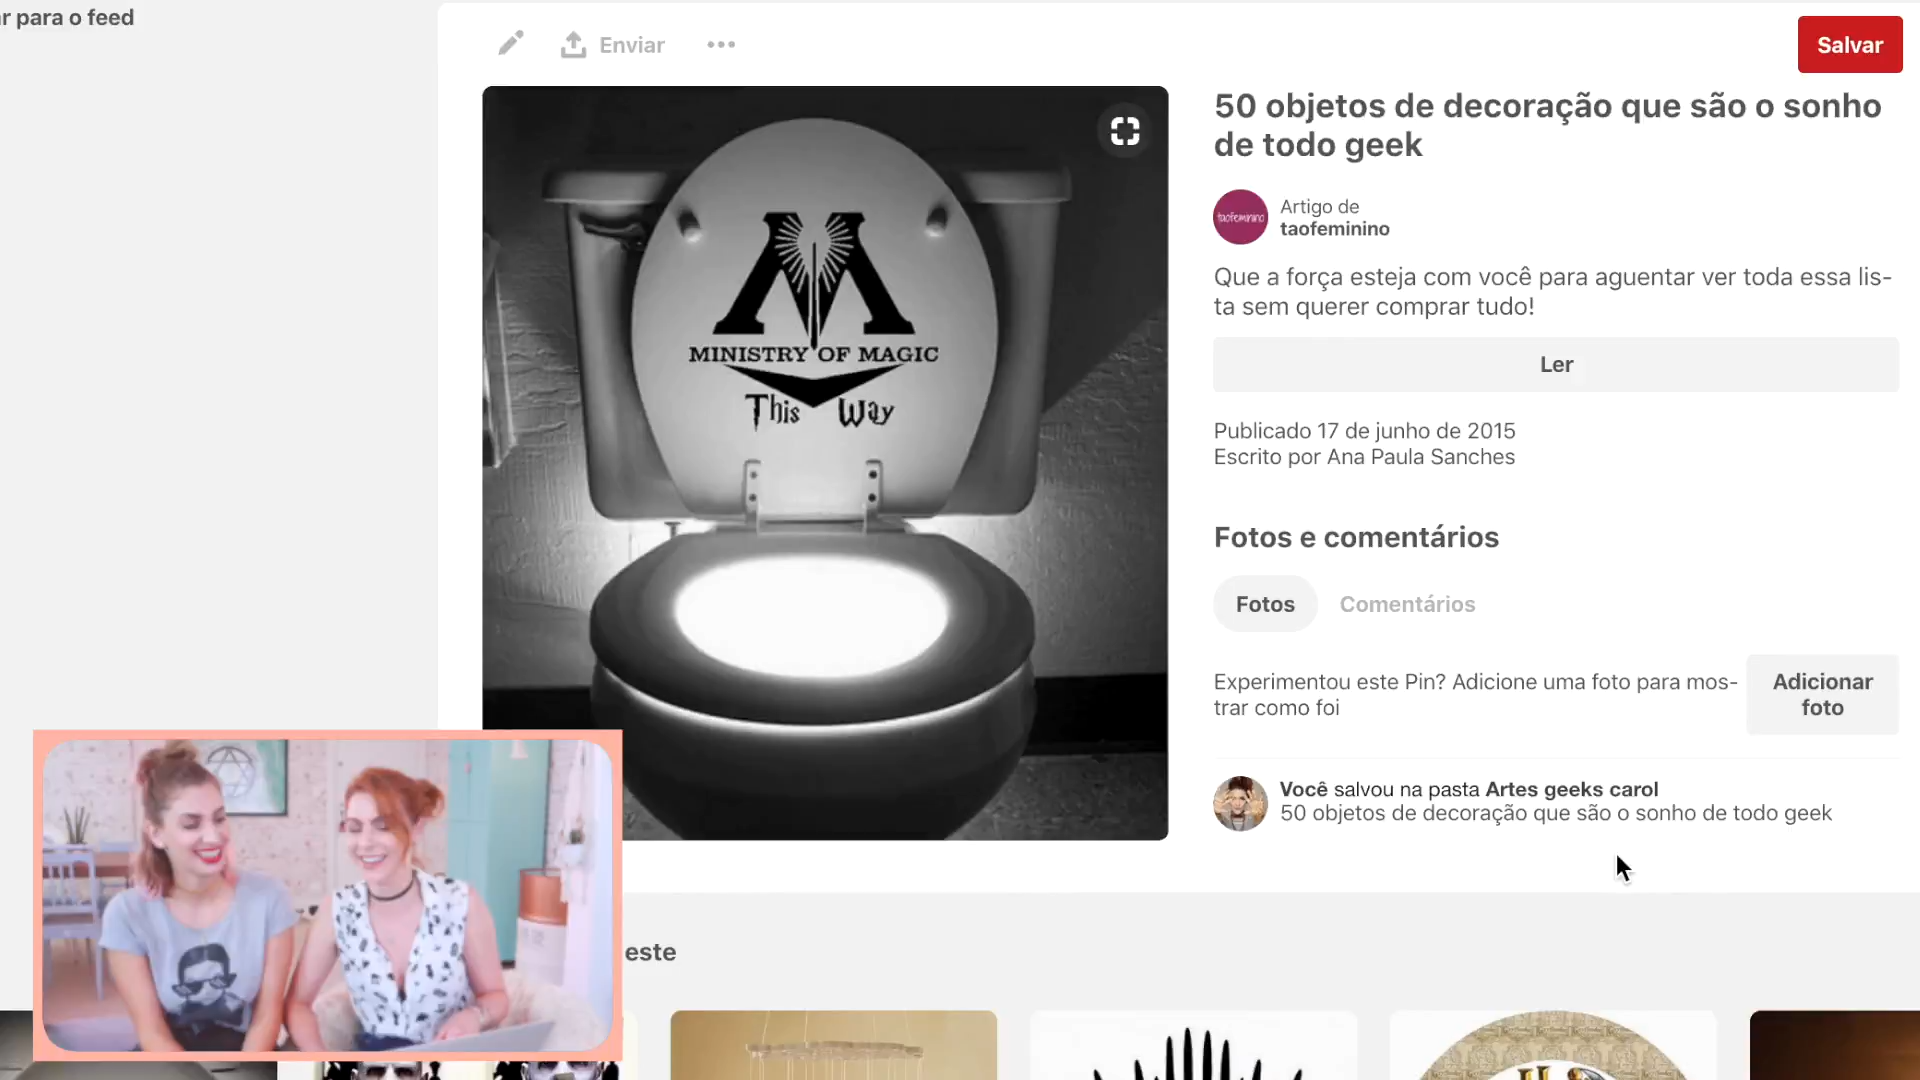 r para o feed
Enviar
Salvar
MINISTRY OF MAGIC
This Way
50 objetos de decoração que são o sonho
de todo geek
taofeminino
Artigo de
taofeminino
Que a força esteja com você para aguentar ver toda essa lis-
ta sem querer comprar tudo!
Ler
Publicado 17 de junho de 2015
Escrito por Ana Paula Sanches
Fotos e comentários
Fotos
Comentários
Experimentou este Pin? Adicione uma foto para mos-
trar como foi
Adicionar
foto
Você salvou na pasta Artes geeks carol
50 objetos de decoração que são o sonho de todo geek
este